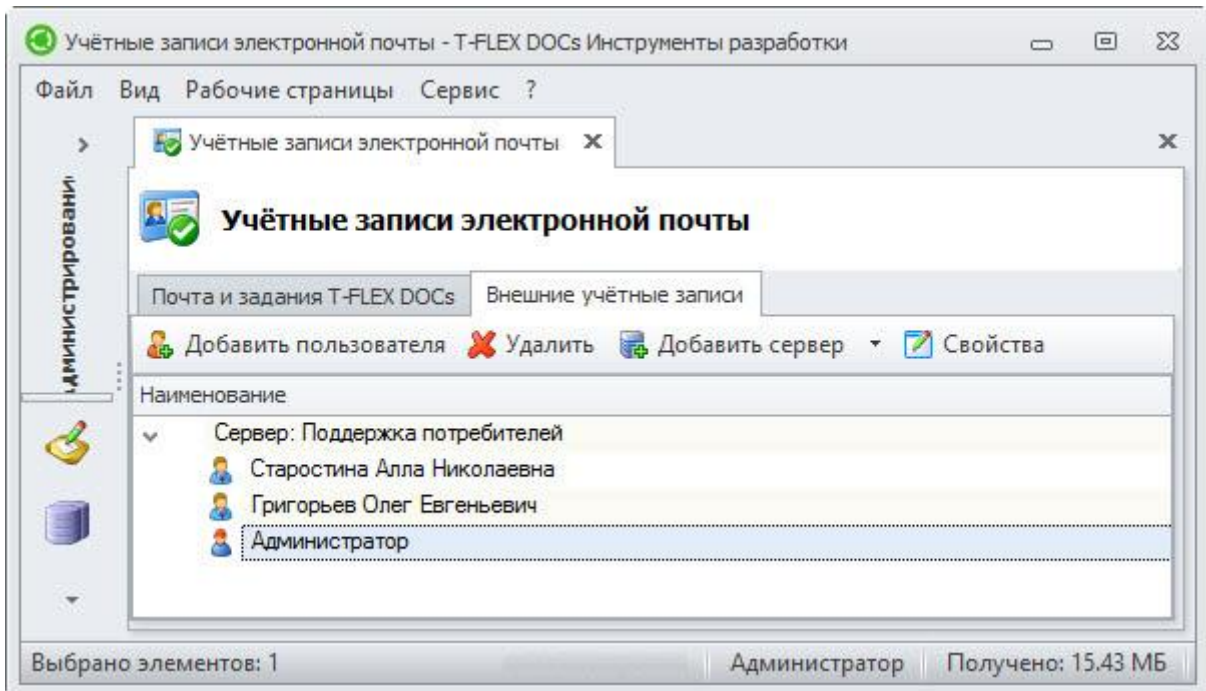 Учётные записи электронной почты - T-FLEX DOCs Инструменты разработки
Файл Вид Рабочие страницы Сервис ?
Учётные записи электронной почты
Учётные записи электронной почты
Почта и задания T-FLEX DOCs Внешние учётные записи
Добавить пользователя Удалить Добавить сервер Свойства
Наименование
Сервер: Поддержка потребителей
Старостина Алла Николаевна
Григорьев Олег Евгеньевич
Администратор
Выбрано элементов: 1 Администратор Получено: 15.43 МБ